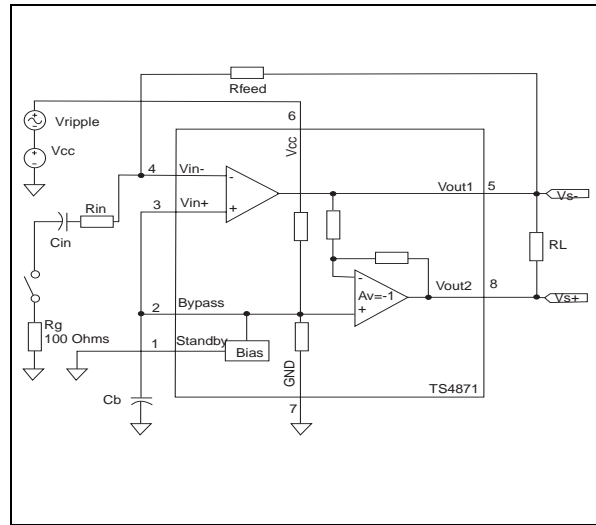 Rfeed
6
Vripple
Vcc
Vcc
4
Vin-
-
Vout1
5
Vs-
3
Vin+
+
Rin
Cin
RL
-
Av=-1
+
Vout2
8
Vs+
2
Bypass
Rg
100 Ohms
1
Standby
Bias
GND
Cb
7
TS4871